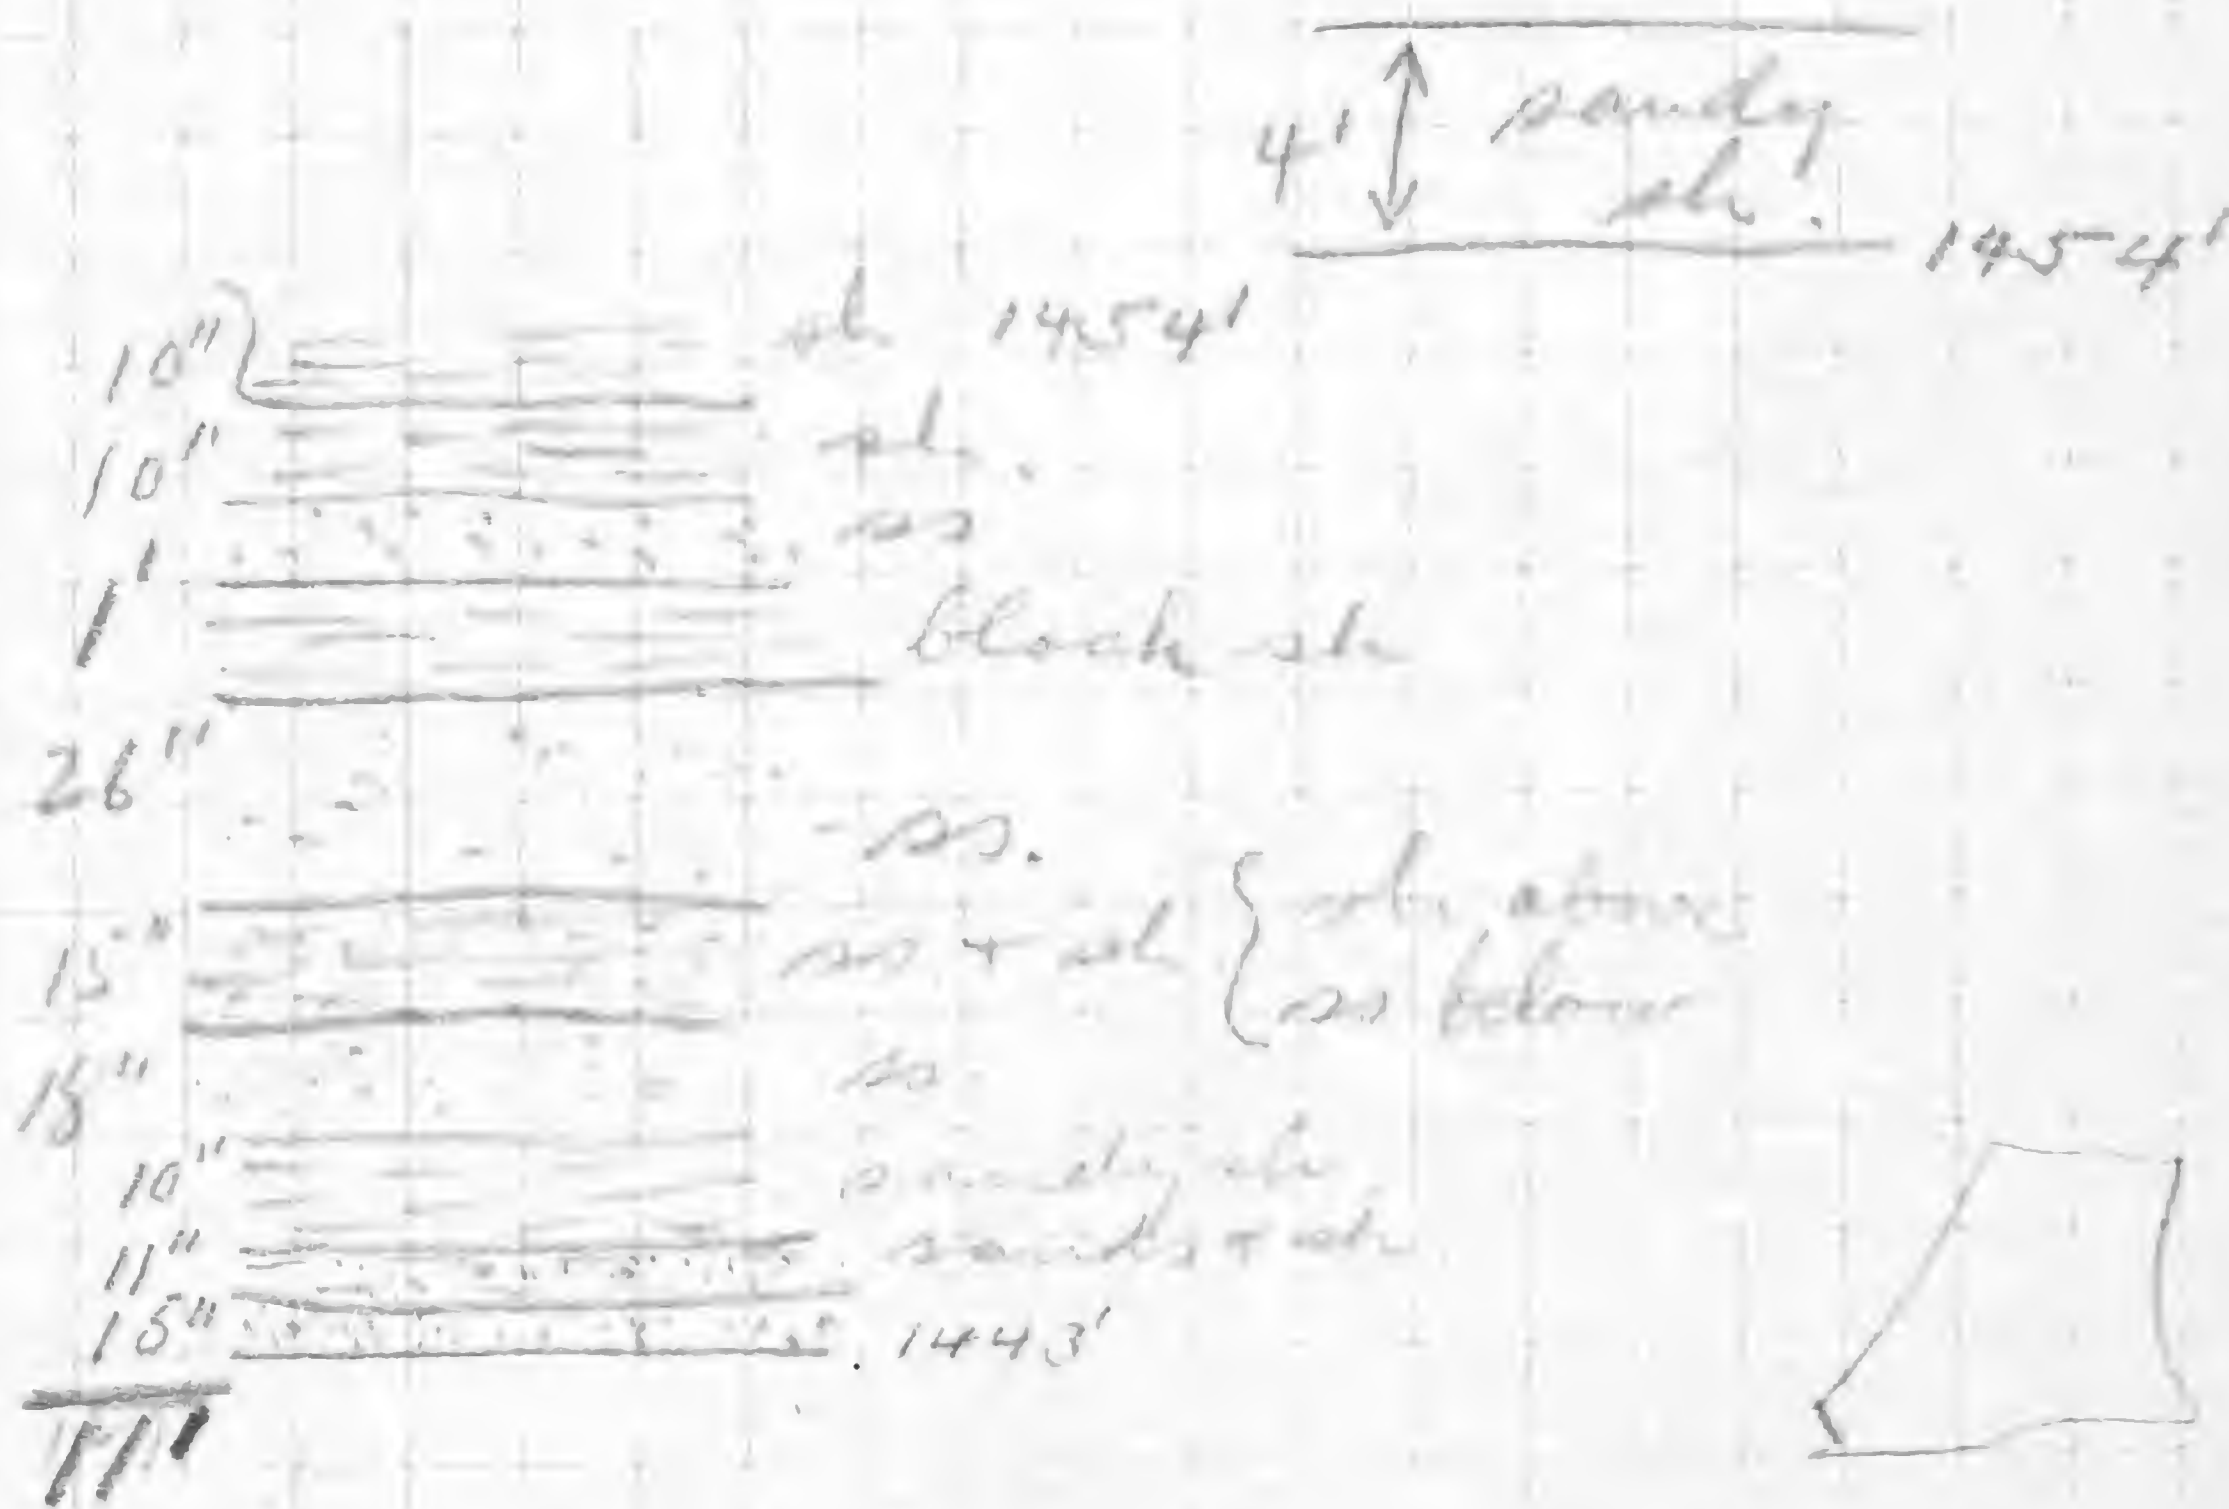 4' sandy
sh.
1454'
10" sh 1454'
10" sh.
ss
1' black sh
26"
ss.
15" ss + sh { sh above
ss below
15" ss
10" sandy sh
11" sands + sh
15" 1443'
11'